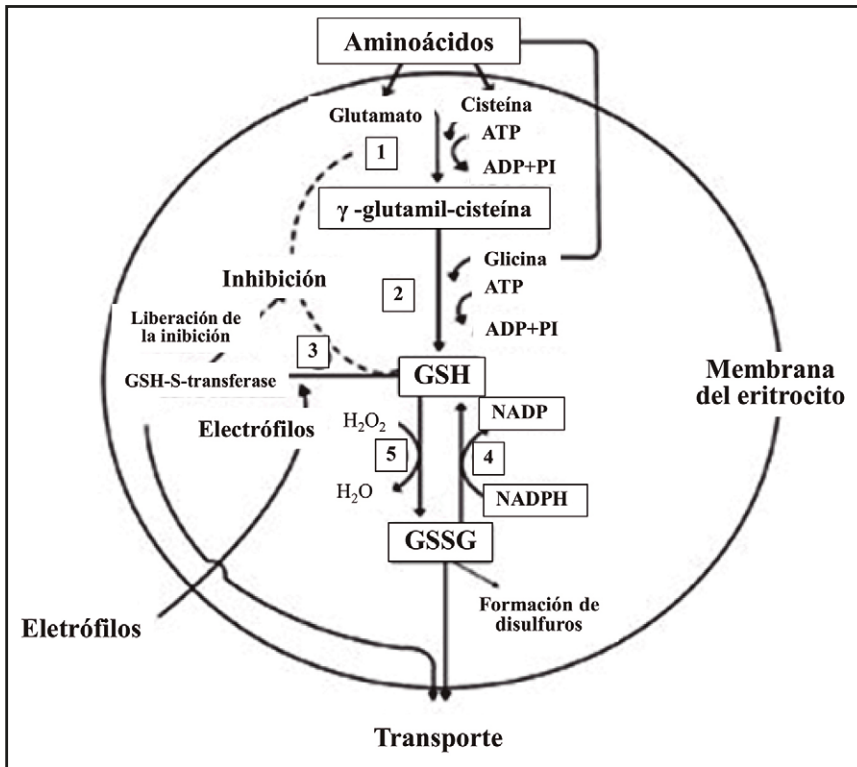 Aminoácidos
Glutamato
Cisteína
1
ATP
ADP+PI
γ -glutamil-cisteína
Glicina
2
ATP
ADP+PI
Inhibición
Liberación de
la inibición
3
GSH-S-transferase
GSH
Membrana
del eritrocito
Electrófilos
H₂O₂
NADP
5
4
H₂O
NADPH
GSSG
Formación de
disulfuros
Eletrófilos
Transporte